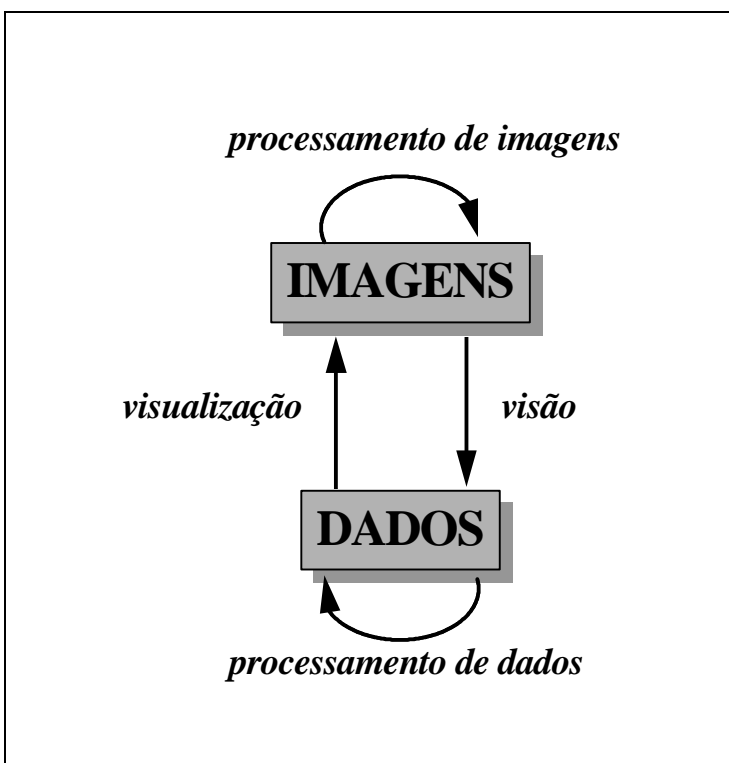 processamento de imagens
IMAGENS
visualização
visão
DADOS
processamento de dados